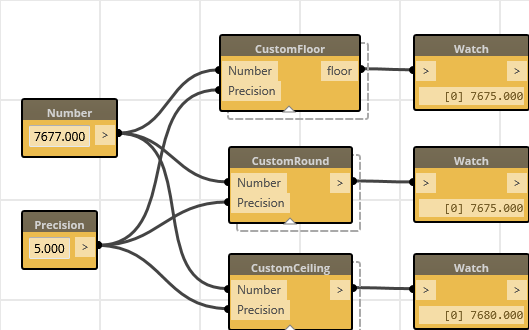 Number
7677.000 >
Precision
5.000 >
CustomFloor
Number floor
Precision
CustomRound
Number >
Precision
CustomCeiling
Number >
Precision
Watch
> >
[0] 7675.000
Watch
> >
[0] 7675.000
Watch
> >
[0] 7680.000